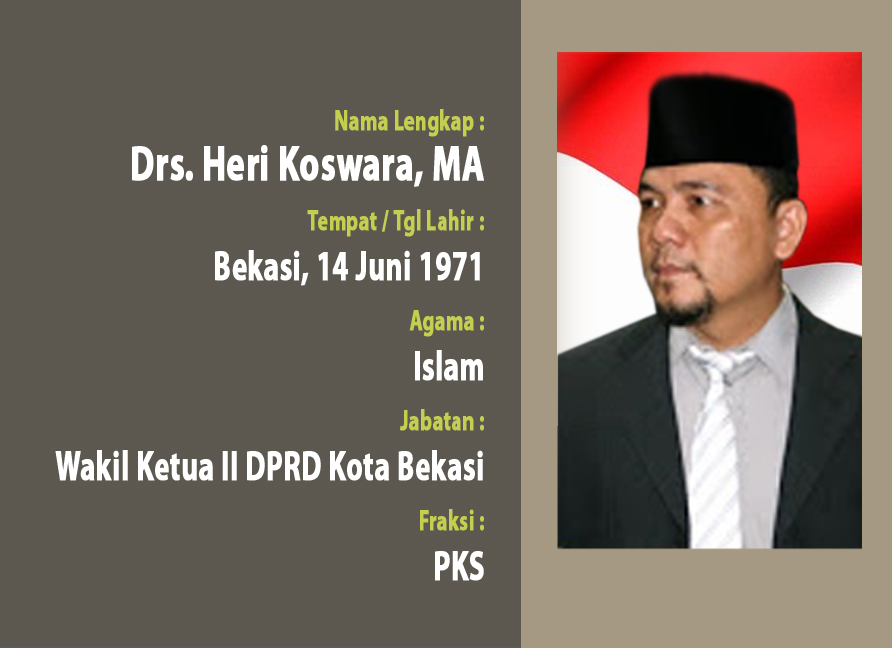 Nama Lengkap :
Drs. Heri Koswara, MA
Tempat / Tgl Lahir :
Bekasi, 14 Juni 1971
Agama :
Islam
Jabatan :
Wakil Ketua II DPRD Kota Bekasi
Fraksi :
PKS